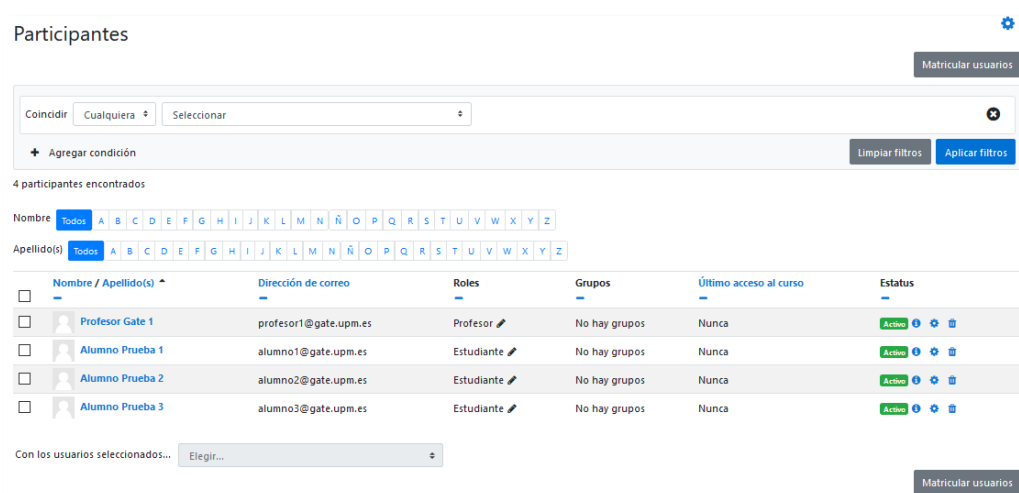 Participantes
Matricular usuarios
Coincidir Cualquiera Seleccionar
Agregar condición Limpiar filtros Aplicar filtros
4 participantes encontrados
Nombre Todos A B C D E F G H I J K L M N Ñ O P Q R S T U V W X Y Z
Apellido(s) Todos A B C D E F G H I J K L M N Ñ O P Q R S T U V W X Y Z
Nombre / Apellido(s) Dirección de correo Roles Grupos Último acceso al curso Estatus
Profesor Gate 1 profesor1@gate.upm.es Profesor No hay grupos Nunca Activo
Alumno Prueba 1 alumno1@gate.upm.es Estudiante No hay grupos Nunca Activo
Alumno Prueba 2 alumno2@gate.upm.es Estudiante No hay grupos Nunca Activo
Alumno Prueba 3 alumno3@gate.upm.es Estudiante No hay grupos Nunca Activo
Con los usuarios seleccionados... Elegir...
Matricular usuarios